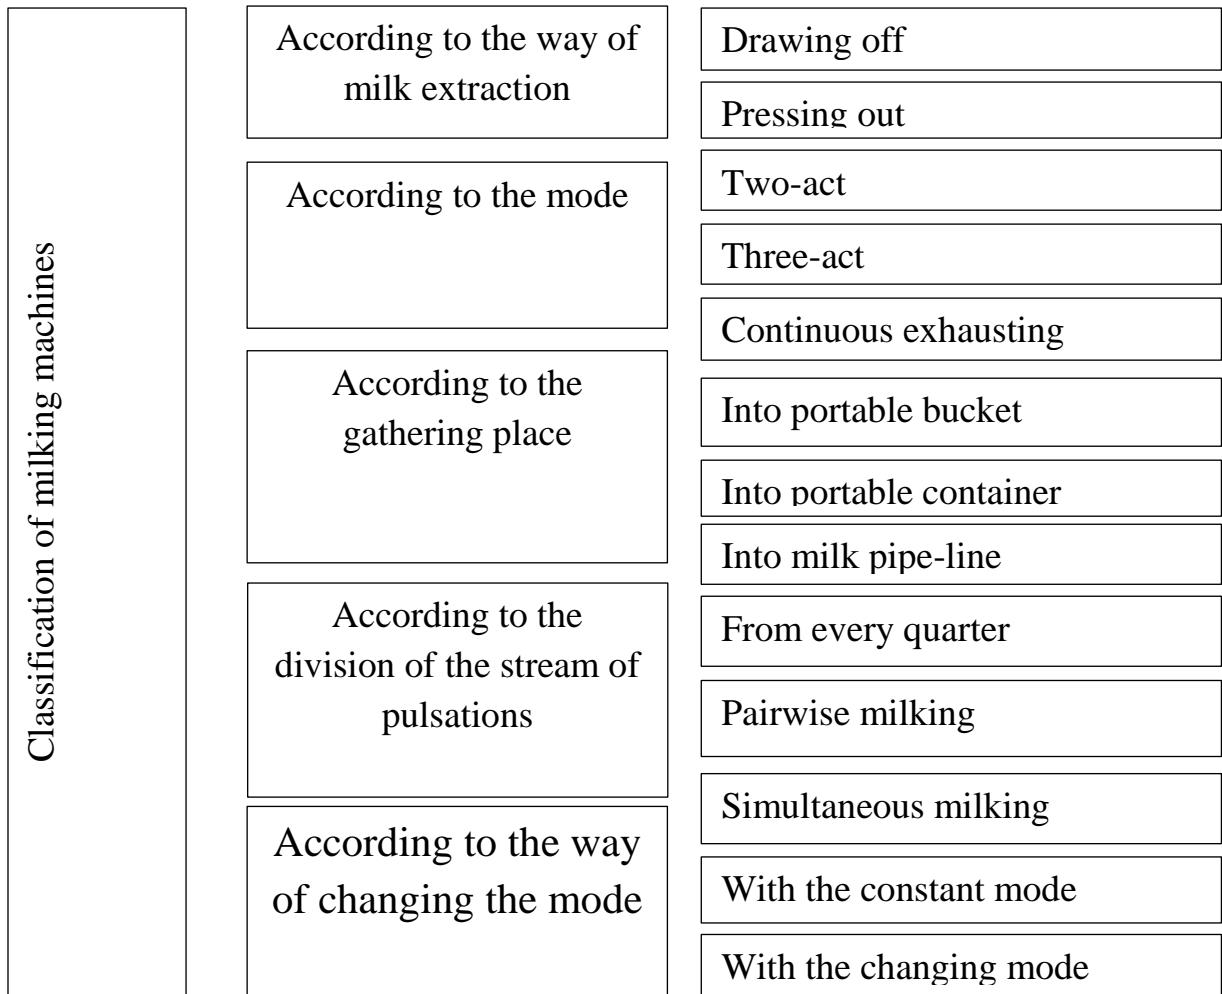 Classification of milking machines
According to the way of
milk extraction
Drawing off
Pressing out
According to the mode
Two-act
Three-act
Continuous exhausting
According to the
gathering place
Into portable bucket
Into portable container
Into milk pipe-line
According to the
division of the stream of
pulsations
From every quarter
Pairwise milking
Simultaneous milking
According to the way
of changing the mode
With the constant mode
With the changing mode